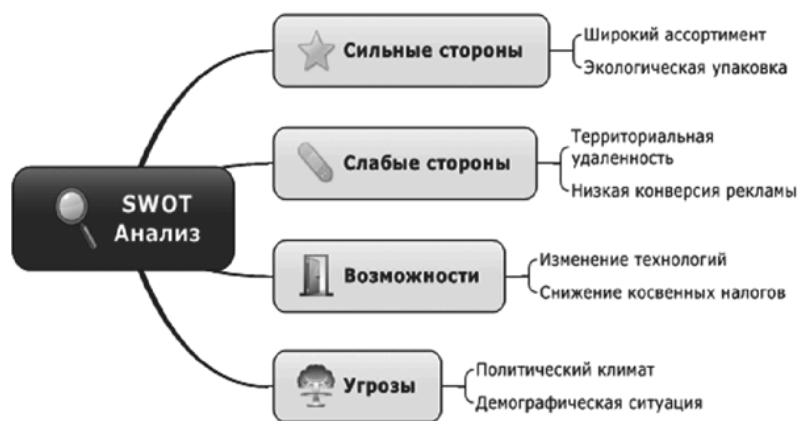 SWOT
Анализ
Сильные стороны
Широкий ассортимент
Экологическая упаковка
Слабые стороны
Территориальная
удаленность
Низкая конверсия рекламы
Возможности
Изменение технологий
Снижение косвенных налогов
Угрозы
Политический климат
Демографическая ситуация